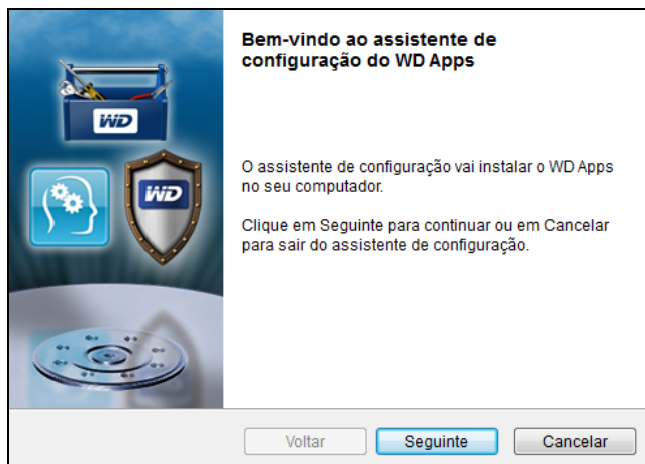 Bem-vindo ao assistente de
configuração do WD Apps
WD
WD
O assistente de configuração vai instalar o WD Apps
no seu computador.
Clique em Seguinte para continuar ou em Cancelar
para sair do assistente de configuração.
Voltar
Seguinte
Cancelar